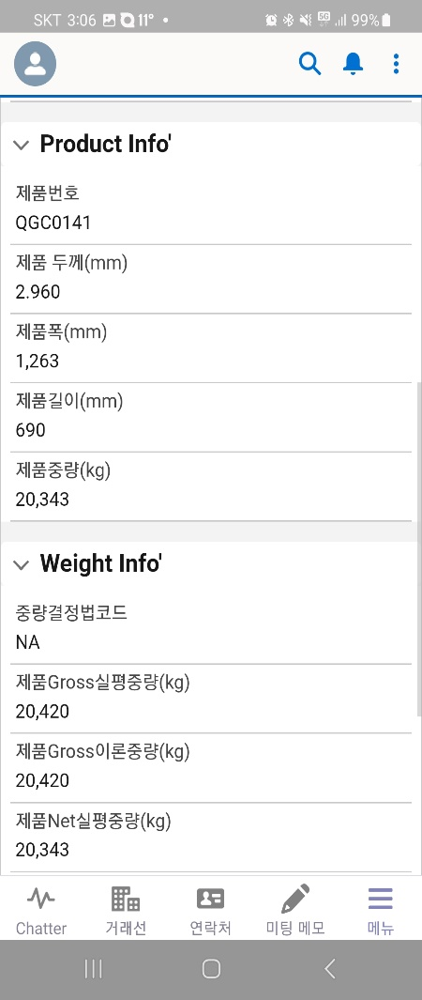 SKT 3:06 11° 5G 99%
Product Info'
제품번호
QGC0141
제품 두께(mm)
2.960
제품폭(mm)
1,263
제품길이(mm)
690
제품중량(kg)
20,343
Weight Info'
중량결정법코드
NA
제품Gross실평중량(kg)
20,420
제품Gross이론중량(kg)
20,420
제품Net실평중량(kg)
20,343
Chatter 거래선 연락처 미팅 메모 메뉴